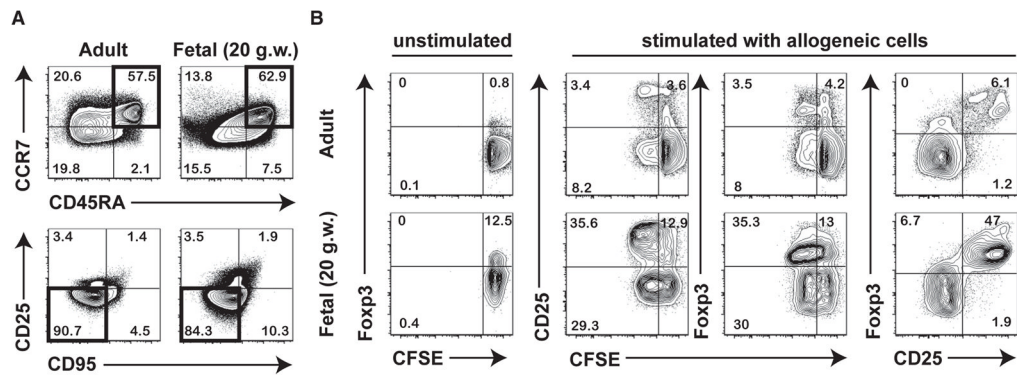 A
B
Adult
Fetal (20 g.w.)
unstimulated
stimulated with allogeneic cells
20.6
57.5
13.8
62.9
19.8
2.1
15.5
7.5
CCR7
CD45RA
3.4
1.4
3.5
1.9
90.7
4.5
84.3
10.3
CD25
CD95
Adult
0
0.8
3.4
3.6
3.5
4.2
0
6.1
0.1
8.2
8
1.2
Fetal (20 g.w.)
0
12.5
35.6
12.9
35.3
13
6.7
47
0.4
29.3
30
1.9
Foxp3
CD25
Foxp3
Foxp3
CFSE
CFSE
CD25